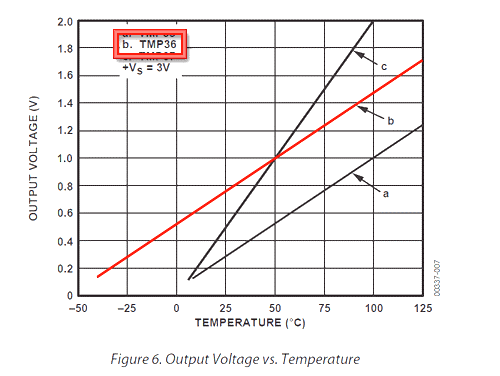 b. TMP36
+VS = 3V
OUTPUT VOLTAGE (V)
2.0
1.8
1.6
1.4
1.2
1.0
0.8
0.6
0.4
0.2
0
c
b
a
–50
–25
0
25
50
75
100
125
TEMPERATURE (°C)
00337-007
Figure 6. Output Voltage vs. Temperature